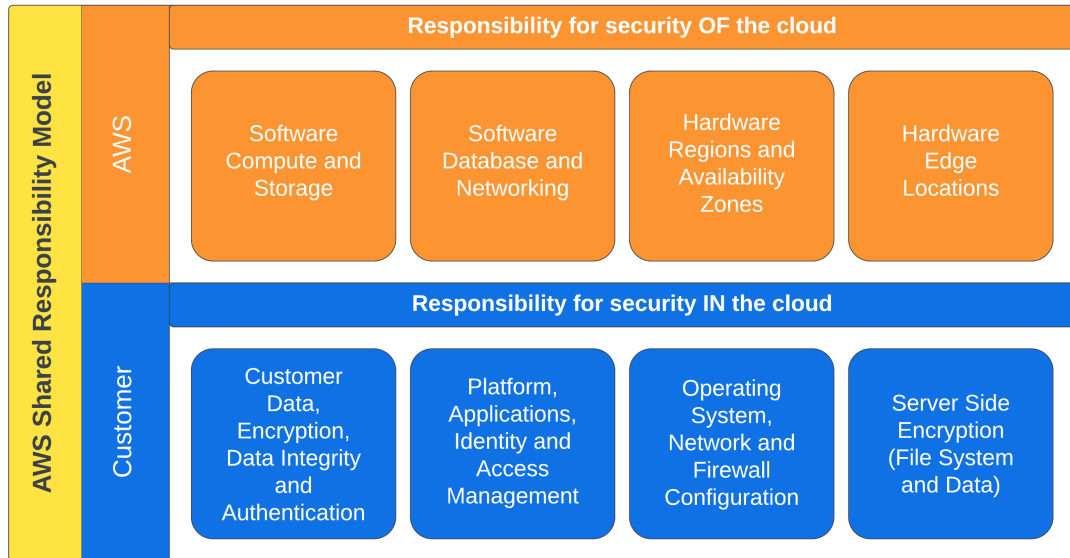 AWS Shared Responsibility Model
AWS
Responsibility for security OF the cloud
Software
Compute and
Storage
Software
Database and
Networking
Hardware
Regions and
Availability
Zones
Hardware
Edge
Locations
Customer
Responsibility for security IN the cloud
Customer
Data,
Encryption,
Data Integrity
and
Authentication
Platform,
Applications,
Identity and
Access
Management
Operating
System,
Network and
Firewall
Configuration
Server Side
Encryption
(File System
and Data)